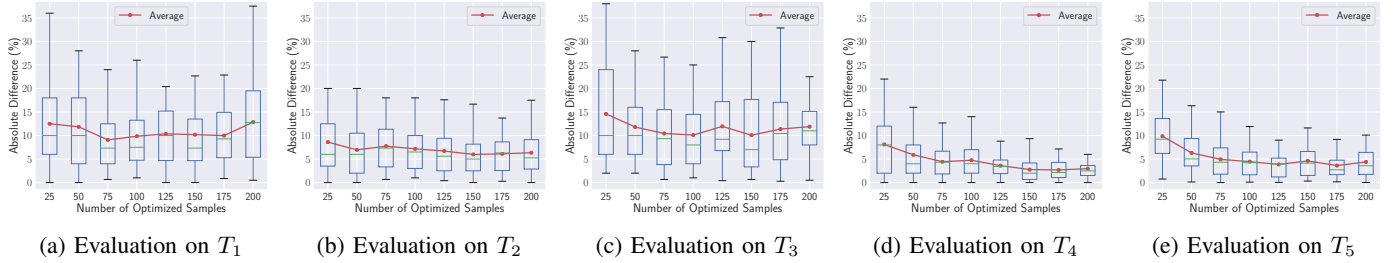 Average
Absolute Difference (%)
35
30
25
20
15
10
5
0
25 50 75 100 125 150 175 200
Number of Optimized Samples
(a) Evaluation on T1
Average
Absolute Difference (%)
35
30
25
20
15
10
5
0
25 50 75 100 125 150 175 200
Number of Optimized Samples
(b) Evaluation on T2
Average
Absolute Difference (%)
35
30
25
20
15
10
5
0
25 50 75 100 125 150 175 200
Number of Optimized Samples
(c) Evaluation on T3
Average
Absolute Difference (%)
35
30
25
20
15
10
5
0
25 50 75 100 125 150 175 200
Number of Optimized Samples
(d) Evaluation on T4
Average
Absolute Difference (%)
35
30
25
20
15
10
5
0
25 50 75 100 125 150 175 200
Number of Optimized Samples
(e) Evaluation on T5